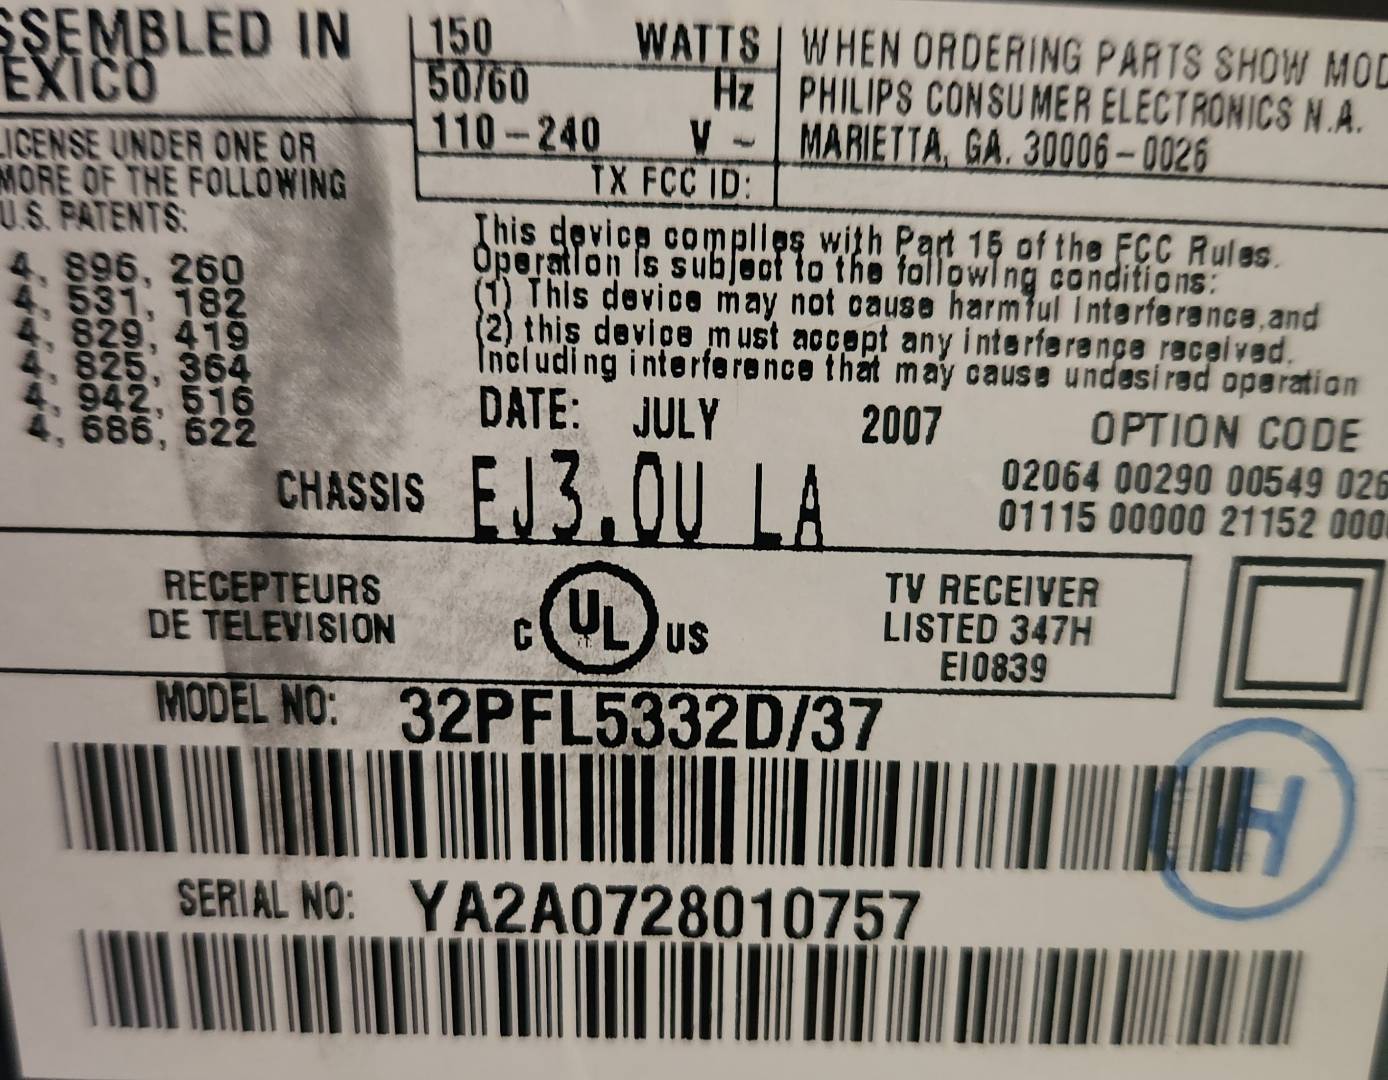 SSEMBLED IN
EXICO
LICENSE UNDER ONE OR
MORE OF THE FOLLOWING
U.S. PATENTS:
4, 896, 260
4, 531, 182
4, 829, 419
4, 825, 364
4, 942, 516
4, 686, 622
150 WATTS
50/60 Hz
110-240 V ~
TX FCC ID:
WHEN ORDERING PARTS SHOW MOD
PHILIPS CONSUMER ELECTRONICS N.A.
MARIETTA, GA. 30006-0026
This device complies with Part 15 of the FCC Rules.
Operation is subject to the following conditions:
(1) This device may not cause harmful interference,and
(2) this device must accept any interference received.
Including interference that may cause undesired operation
DATE: JULY 2007
OPTION CODE
02064 00290 00549 026
01115 00000 21152 000
CHASSIS EJ3.0U LA
RECEPTEURS
DE TELEVISION
C UL US
TV RECEIVER
LISTED 347H
EI0839
MODEL NO: 32PFL5332D/37
H
SERIAL NO: YA2A0728010757